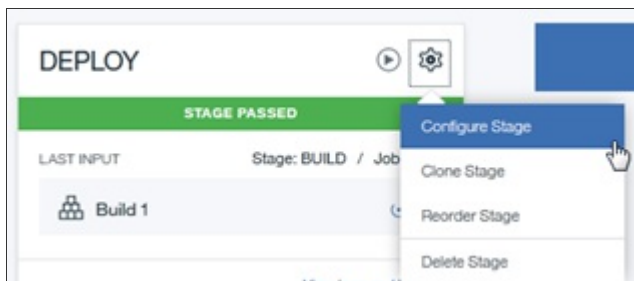 DEPLOY
STAGE PASSED
Configure Stage
LAST INPUT
Stage: BUILD / Job
Clone Stage
Build 1
Reorder Stage
Delete Stage